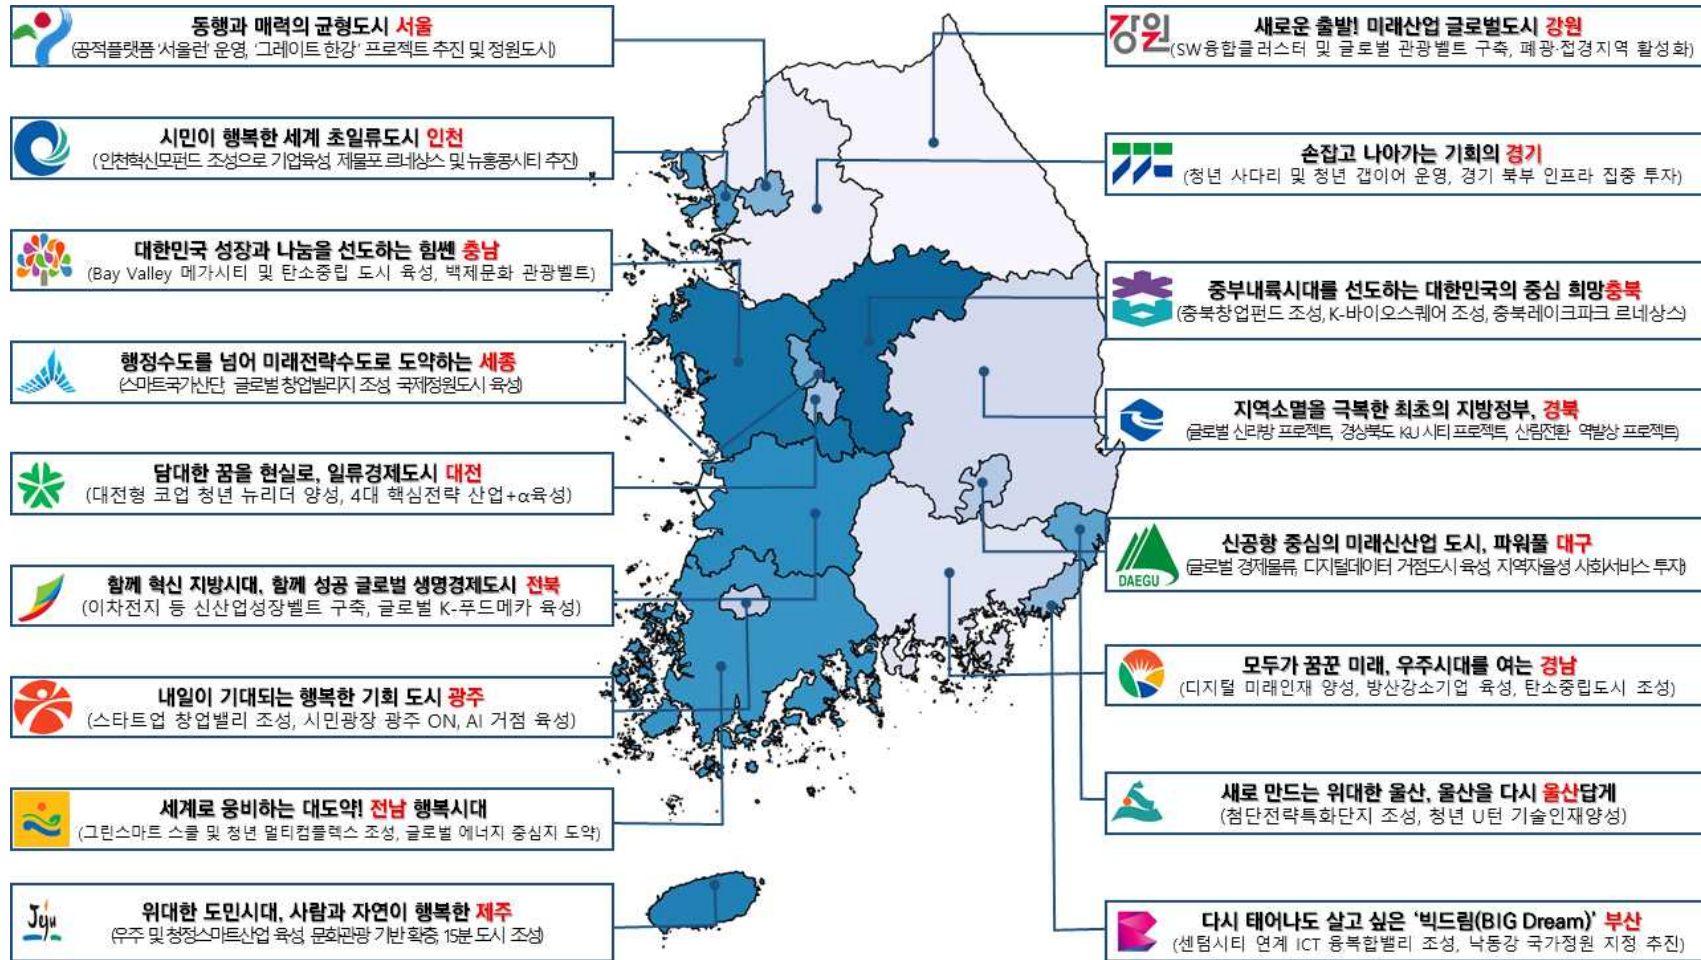 동행과 매력의 균형도시 서울
(공적플랫폼 '서울런' 운영, '그레이트 한강' 프로젝트 추진 및 정원도시)
시민이 행복한 세계 초일류도시 인천
(인천혁신모펀드 조성으로 기업육성, 제물포 르네상스 및 뉴홍콩시티 추진)
대한민국 성장과 나눔을 선도하는 힘쎈 충남
(Bay Valley 메가시티 및 탄소중립 도시 육성, 백제문화 관광벨트)
행정수도를 넘어 미래전략수도로 도약하는 세종
(스마트국가산단, 글로벌 창업빌리지 조성, 국제정원도시 육성)
담대한 꿈을 현실로, 일류경제도시 대전
(대전형 코업 청년 뉴리더 양성, 4대 핵심전략 산업+α육성)
함께 혁신 지방시대, 함께 성공 글로벌 생명경제도시 전북
(이차전지 등 신산업성장벨트 구축, 글로벌 K-푸드메카 육성)
내일이 기대되는 행복한 기회 도시 광주
(스타트업 창업밸리 조성, 시민광장 광주 ON, AI 거점 육성)
세계로 웅비하는 대도약! 전남 행복시대
(그린스마트 스쿨 및 청년 멀티컴플렉스 조성, 글로벌 에너지 중심지 도약)
Jeju
위대한 도민시대, 사람과 자연이 행복한 제주
(우주 및 청정스마트산업 육성, 문화관광 기반 확충, 15분 도시 조성)
강원
새로운 출발! 미래산업 글로벌도시 강원
(SW융합클러스터 및 글로벌 관광벨트 구축, 폐광·접경지역 활성화)
손잡고 나아가는 기회의 경기
(청년 사다리 및 청년 갭이어 운영, 경기 북부 인프라 집중 투자)
중부내륙시대를 선도하는 대한민국의 중심 희망충북
(충북창업펀드 조성, K-바이오스퀘어 조성, 충북레이크파크 르네상스)
지역소멸을 극복한 최초의 지방정부, 경북
(글로벌 신라방 프로젝트, 경상북도 KU시티 프로젝트, 산림전환 역발상 프로젝트)
DAEGU
신공항 중심의 미래신산업 도시, 파워풀 대구
(글로벌 경제물류, 디지털데이터 거점도시 육성, 지역자율성 사회서비스 투자)
모두가 꿈꾼 미래, 우주시대를 여는 경남
(디지털 미래인재 양성, 방산강소기업 육성, 탄소중립도시 조성)
새로 만드는 위대한 울산, 울산을 다시 울산답게
(첨단전략특화단지 조성, 청년 U턴 기술인재양성)
다시 태어나도 살고 싶은 '빅드림(BIG Dream)' 부산
(센텀시티 연계 ICT 융복합밸리 조성, 낙동강 국가정원 지정 추진)